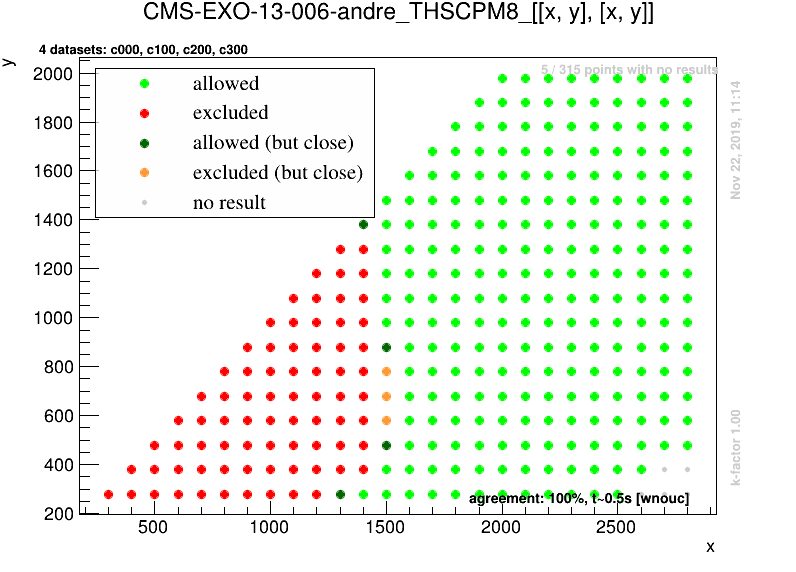 CMS-EXO-13-006-andre_THSCPM8_[[x, y], [x, y]]
y
4 datasets: c000, c100, c200, c300
5 / 315 points with no results
allowed
excluded
allowed (but close)
excluded (but close)
no result
Nov 22, 2019, 11:14
k-factor 1.00
2000
1800
1600
1400
1200
1000
800
600
400
200
agreement: 100%, t~0.5s [wnouc]
500
1000
1500
2000
2500
x